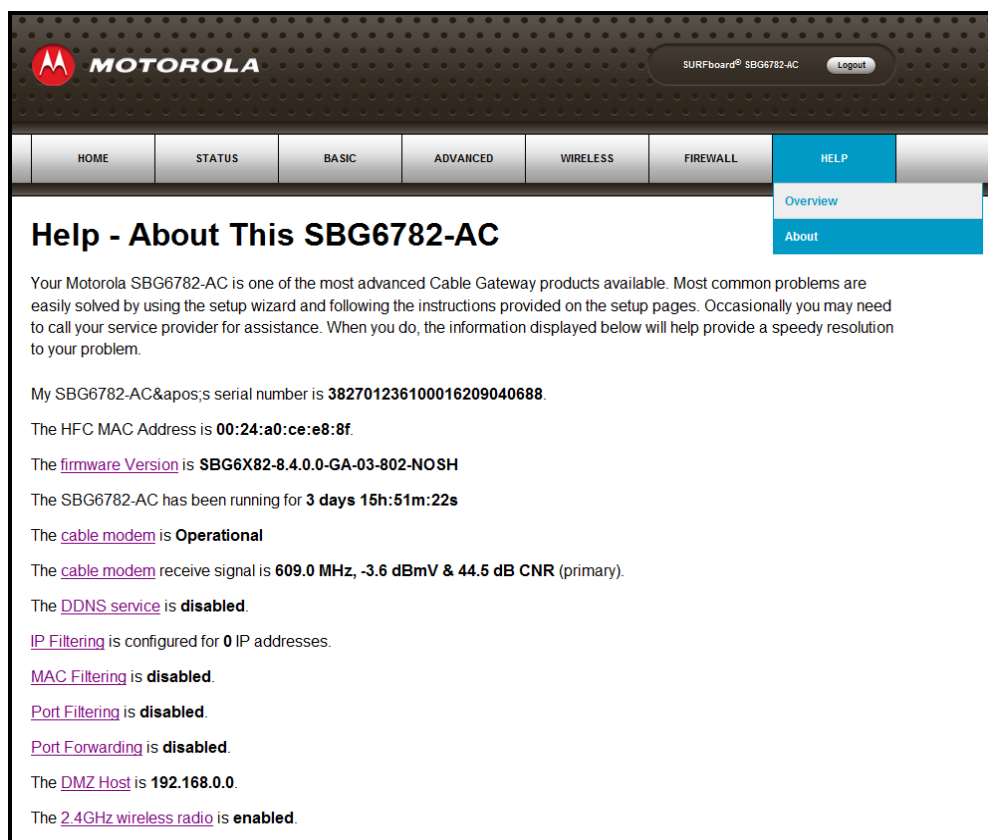 MOTOROLA
SURFboard® SBG6782-AC
Logout
HOME
STATUS
BASIC
ADVANCED
WIRELESS
FIREWALL
HELP
Overview
About
Help - About This SBG6782-AC
Your Motorola SBG6782-AC is one of the most advanced Cable Gateway products available. Most common problems are
easily solved by using the setup wizard and following the instructions provided on the setup pages. Occasionally you may need
to call your service provider for assistance. When you do, the information displayed below will help provide a speedy resolution
to your problem.
My SBG6782-AC&apos;s serial number is 382701236100016209040688.
The HFC MAC Address is 00:24:a0:ce:e8:8f.
The firmware Version is SBG6X82-8.4.0.0-GA-03-802-NOSH
The SBG6782-AC has been running for 3 days 15h:51m:22s
The cable modem is Operational
The cable modem receive signal is 609.0 MHz, -3.6 dBmV & 44.5 dB CNR (primary).
The DDNS service is disabled.
IP Filtering is configured for 0 IP addresses.
MAC Filtering is disabled.
Port Filtering is disabled.
Port Forwarding is disabled.
The DMZ Host is 192.168.0.0.
The 2.4GHz wireless radio is enabled.